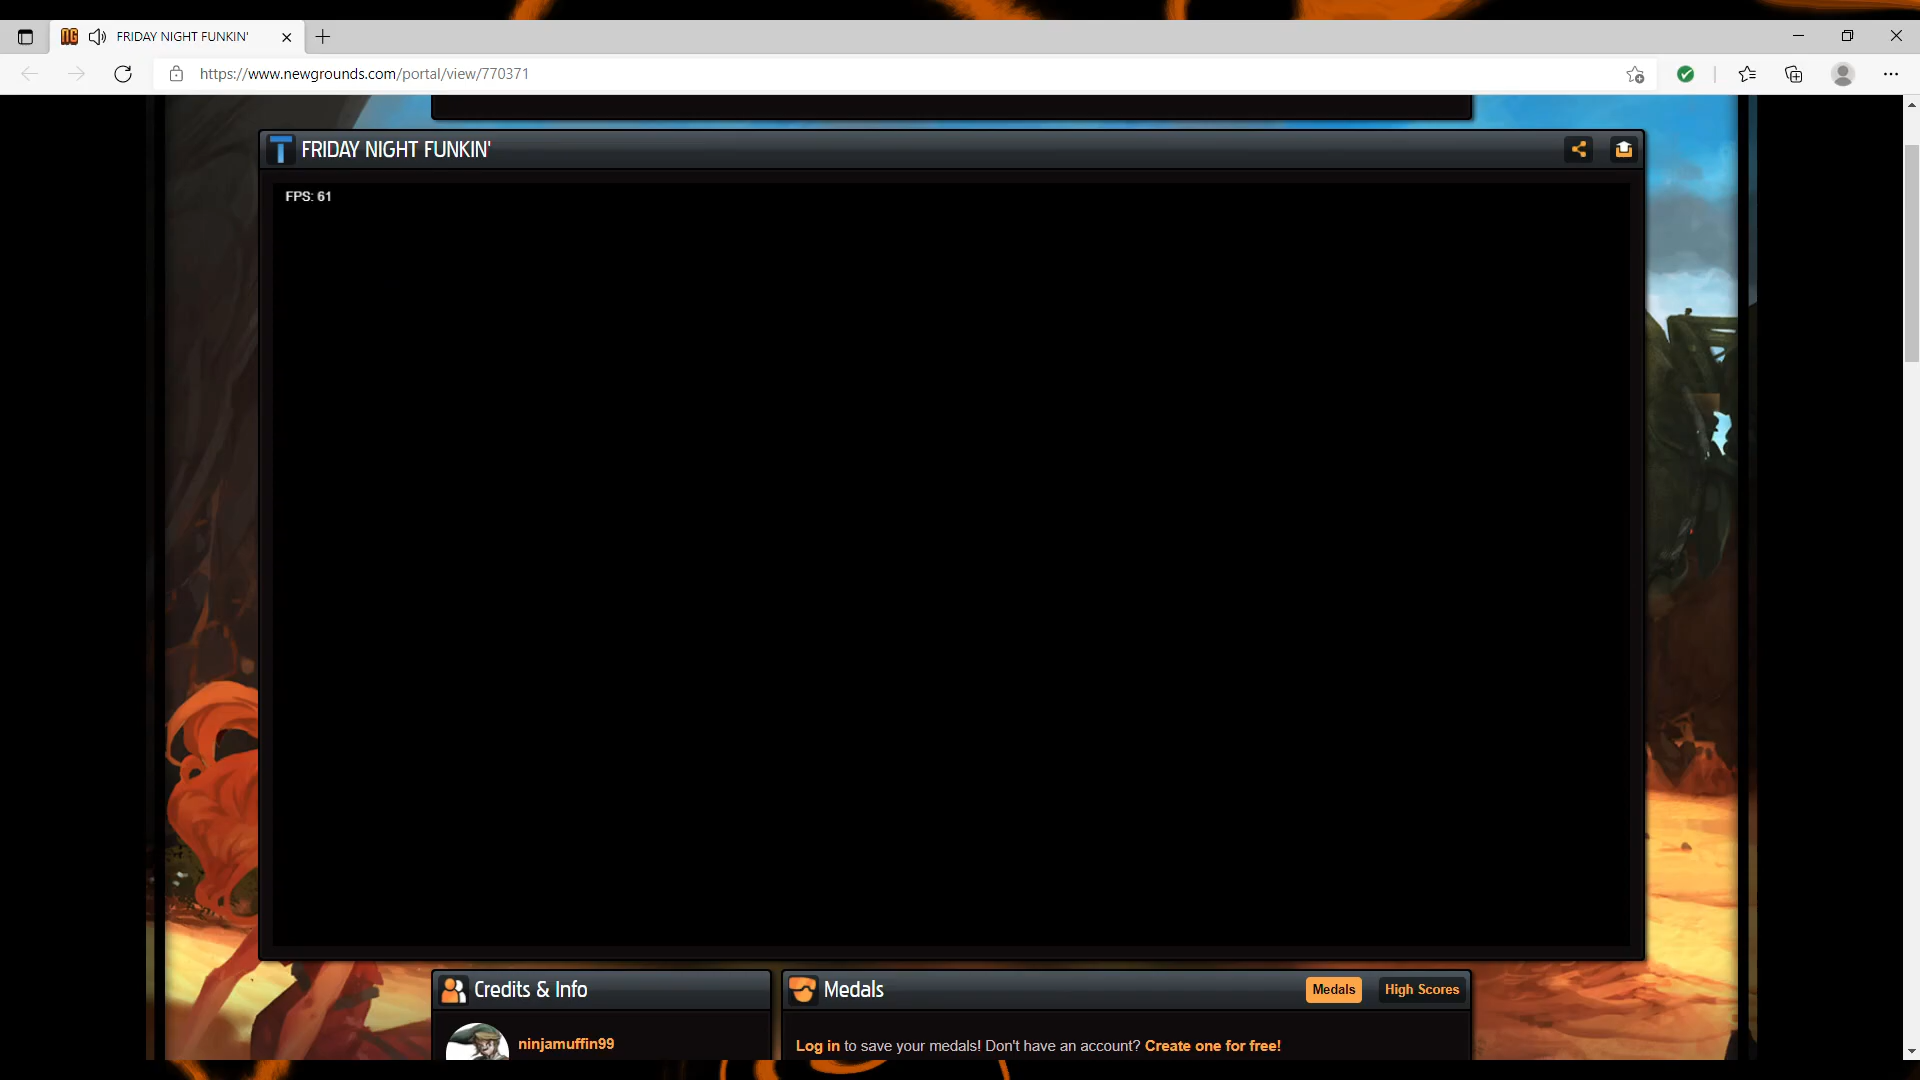 NG FRIDAY NIGHT FUNKIN'
https://www.newgrounds.com/portal/view/770371
T FRIDAY NIGHT FUNKIN'
FPS: 61
Credits & Info
Medals
Medals
High Scores
ninjamuffin99
Log in to save your medals! Don't have an account? Create one for free!